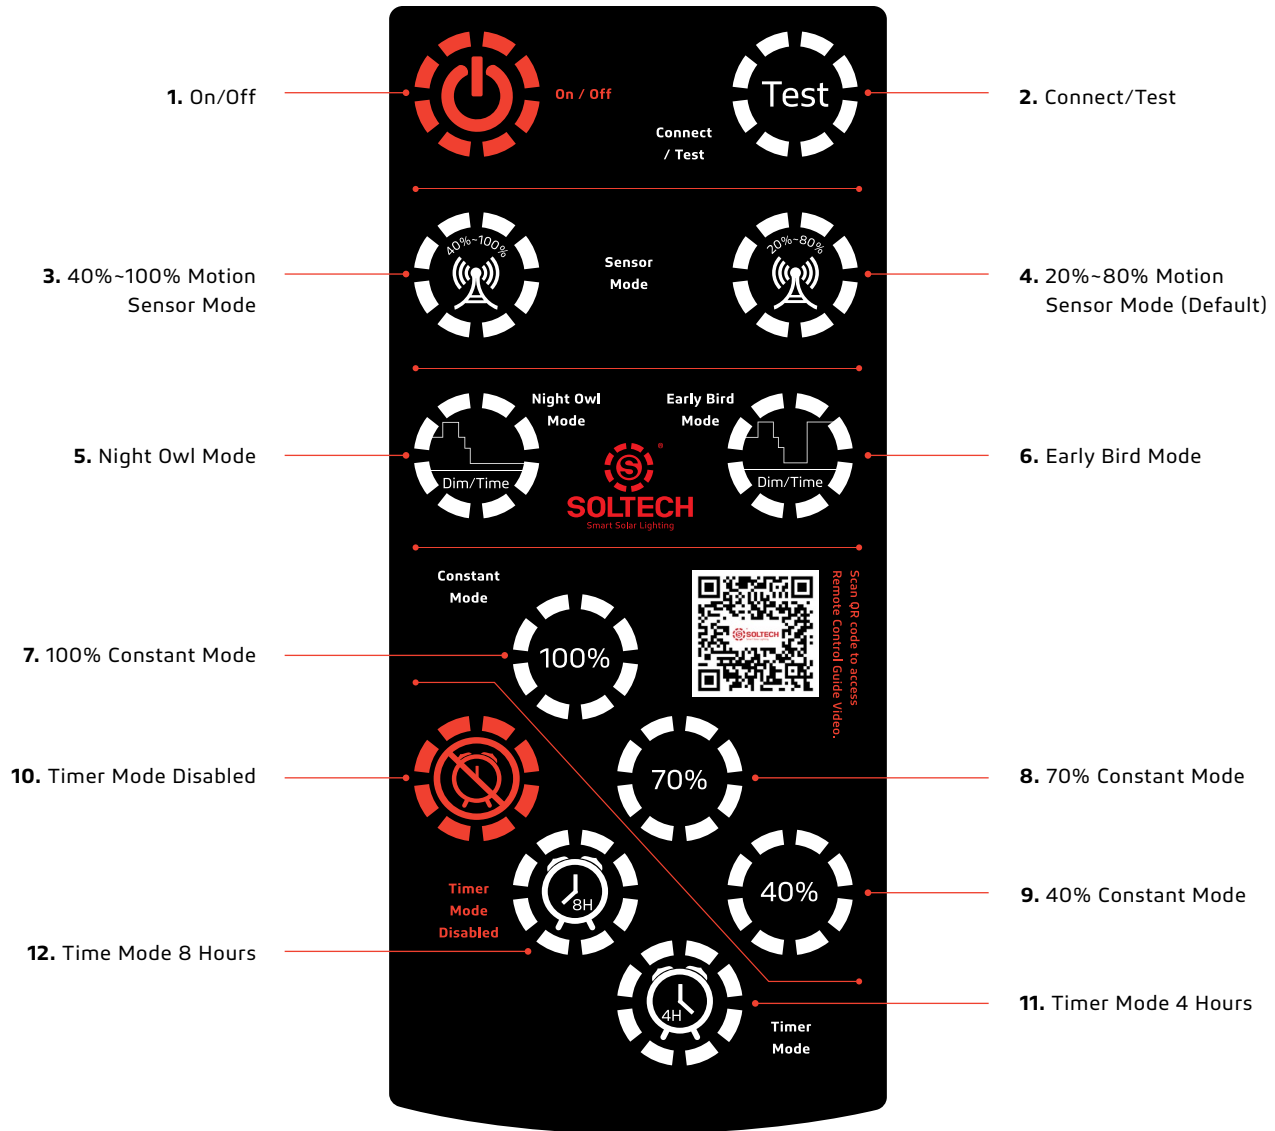 1. On/Off
On / Off
Test
Connect
/ Test
2. Connect/Test
3. 40%~100% Motion
Sensor Mode
40%~100%
Sensor
Mode
20%~80%
4. 20%~80% Motion
Sensor Mode (Default)
5. Night Owl Mode
Dim/Time
Night Owl
Mode
Early Bird
Mode
Dim/Time
6. Early Bird Mode
S
®
SOLTECH
Smart Solar Lighting
Constant
Mode
7. 100% Constant Mode
100%
SOLTECH
Scan QR code to access
Remote Control Guide Video.
10. Timer Mode Disabled
70%
8. 70% Constant Mode
Timer
Mode
Disabled
8H
40%
9. 40% Constant Mode
12. Time Mode 8 Hours
4H
11. Timer Mode 4 Hours
Timer
Mode